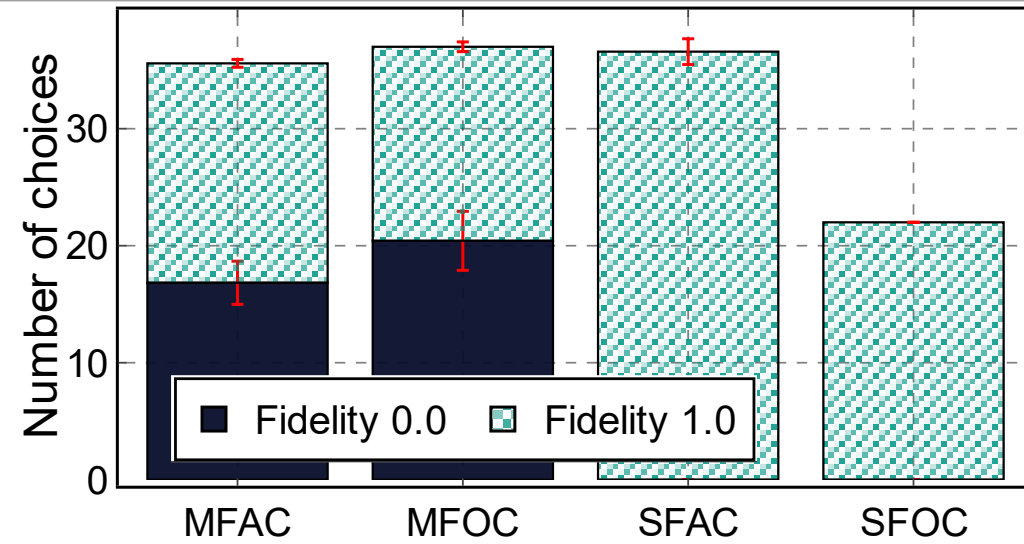 Number of choices
30
20
10
0
Fidelity 0.0 Fidelity 1.0
MFAC MFOC SFAC SFOC